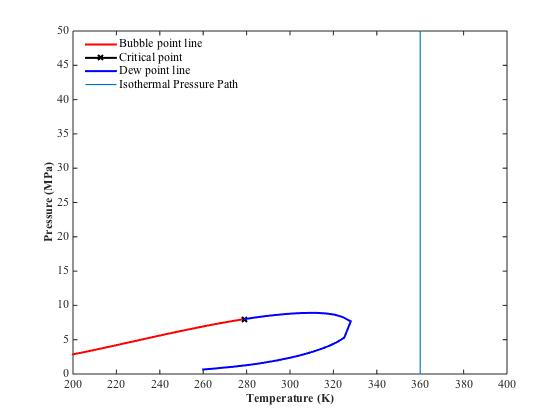 50
45
40
35
30
25
20
15
10
5
0
Pressure (MPa)
Bubble point line
Critical point
Dew point line
Isothermal Pressure Path
200 220 240 260 280 300 320 340 360 380 400
Temperature (K)